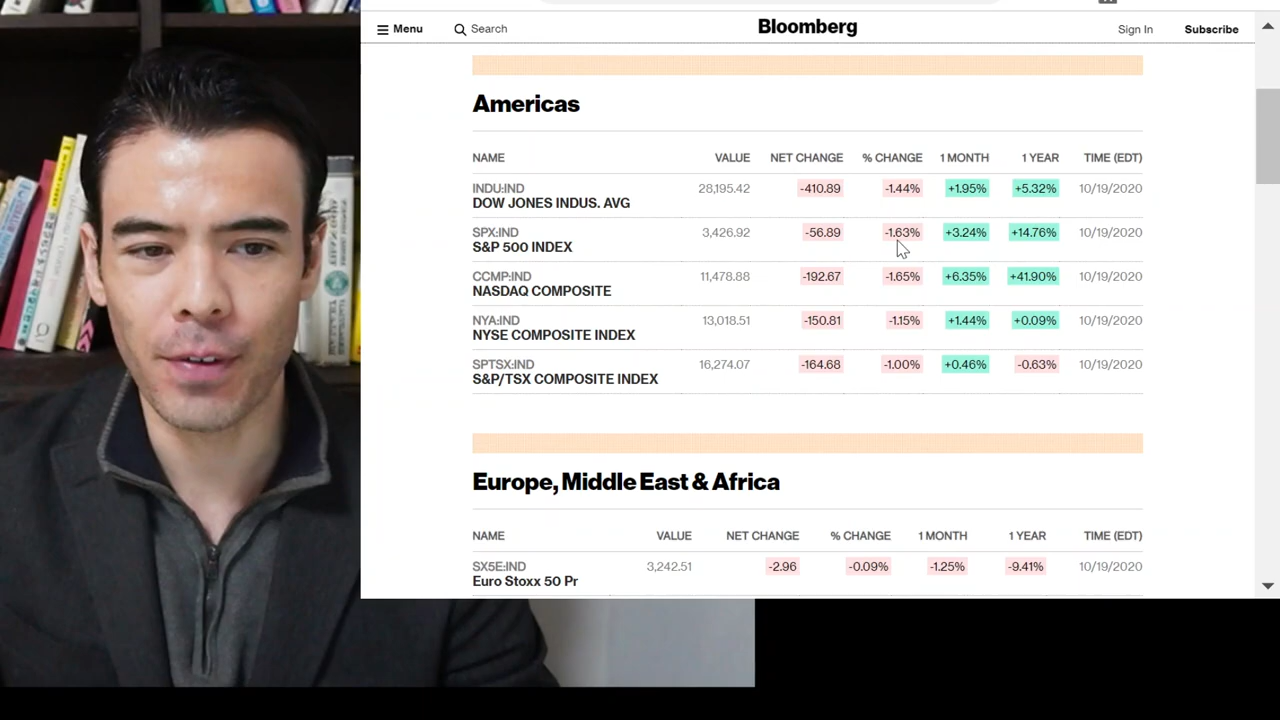 Menu Search Bloomberg Sign In Subscribe
Americas
NAME VALUE NET CHANGE % CHANGE 1 MONTH 1 YEAR TIME (EDT)
INDU:IND 28,195.42 -410.89 -1.44% +1.95% +5.32% 10/19/2020
DOW JONES INDUS. AVG
SPX:IND 3,426.92 -56.89 -1.63% +3.24% +14.76% 10/19/2020
S&P 500 INDEX
CCMP:IND 11,478.88 -192.67 -1.65% +6.35% +41.90% 10/19/2020
NASDAQ COMPOSITE
NYA:IND 13,018.51 -150.81 -1.15% +1.44% +0.09% 10/19/2020
NYSE COMPOSITE INDEX
SPTSX:IND 16,274.07 -164.68 -1.00% +0.46% -0.63% 10/19/2020
S&P/TSX COMPOSITE INDEX
Europe, Middle East & Africa
NAME VALUE NET CHANGE % CHANGE 1 MONTH 1 YEAR TIME (EDT)
SX5E:IND 3,242.51 -2.96 -0.09% -1.25% -9.41% 10/19/2020
Euro Stoxx 50 Pr